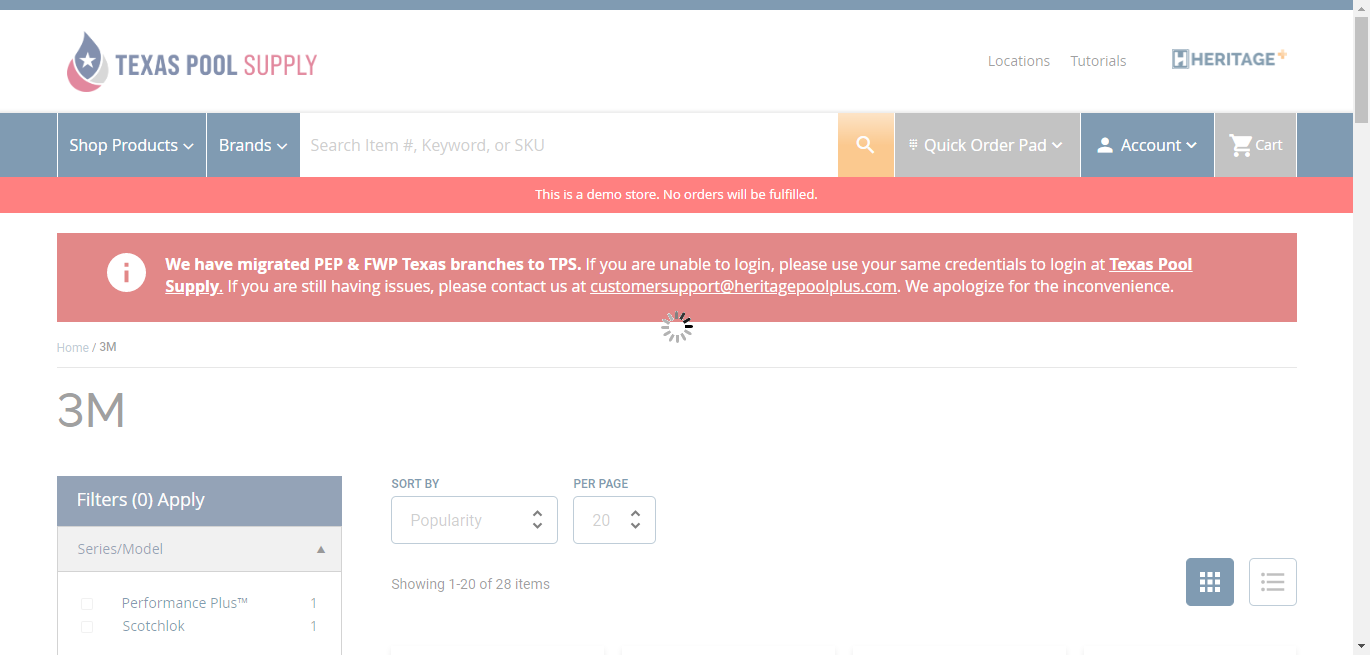 TEXAS POOL SUPPLY
Locations
Tutorials
HERITAGE+
Shop Products
Brands
Search Item #, Keyword, or SKU
Quick Order Pad
Account
Cart
This is a demo store. No orders will be fulfilled.
We have migrated PEP & FWP Texas branches to TPS. If you are unable to login, please use your same credentials to login at Texas Pool
Supply. If you are still having issues, please contact us at customersupport@heritagepoolplus.com. We apologize for the inconvenience.
Home / 3M
3M
Filters (0) Apply
Series/Model
Performance Plus™ 1
Scotchlok 1
SORT BY
PER PAGE
Popularity
20
Showing 1-20 of 28 items